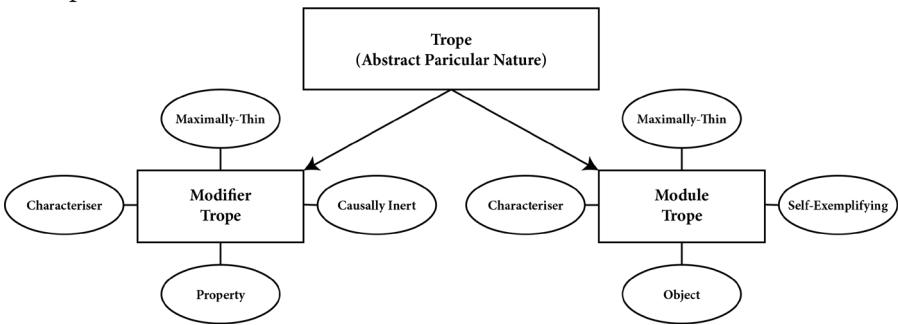 Trope
(Abstract Paricular Nature)
Maximally-Thin
Maximally-Thin
Characteriser
Modifier
Trope
Causally Inert
Characteriser
Module
Trope
Self-Exemplifying
Property
Object